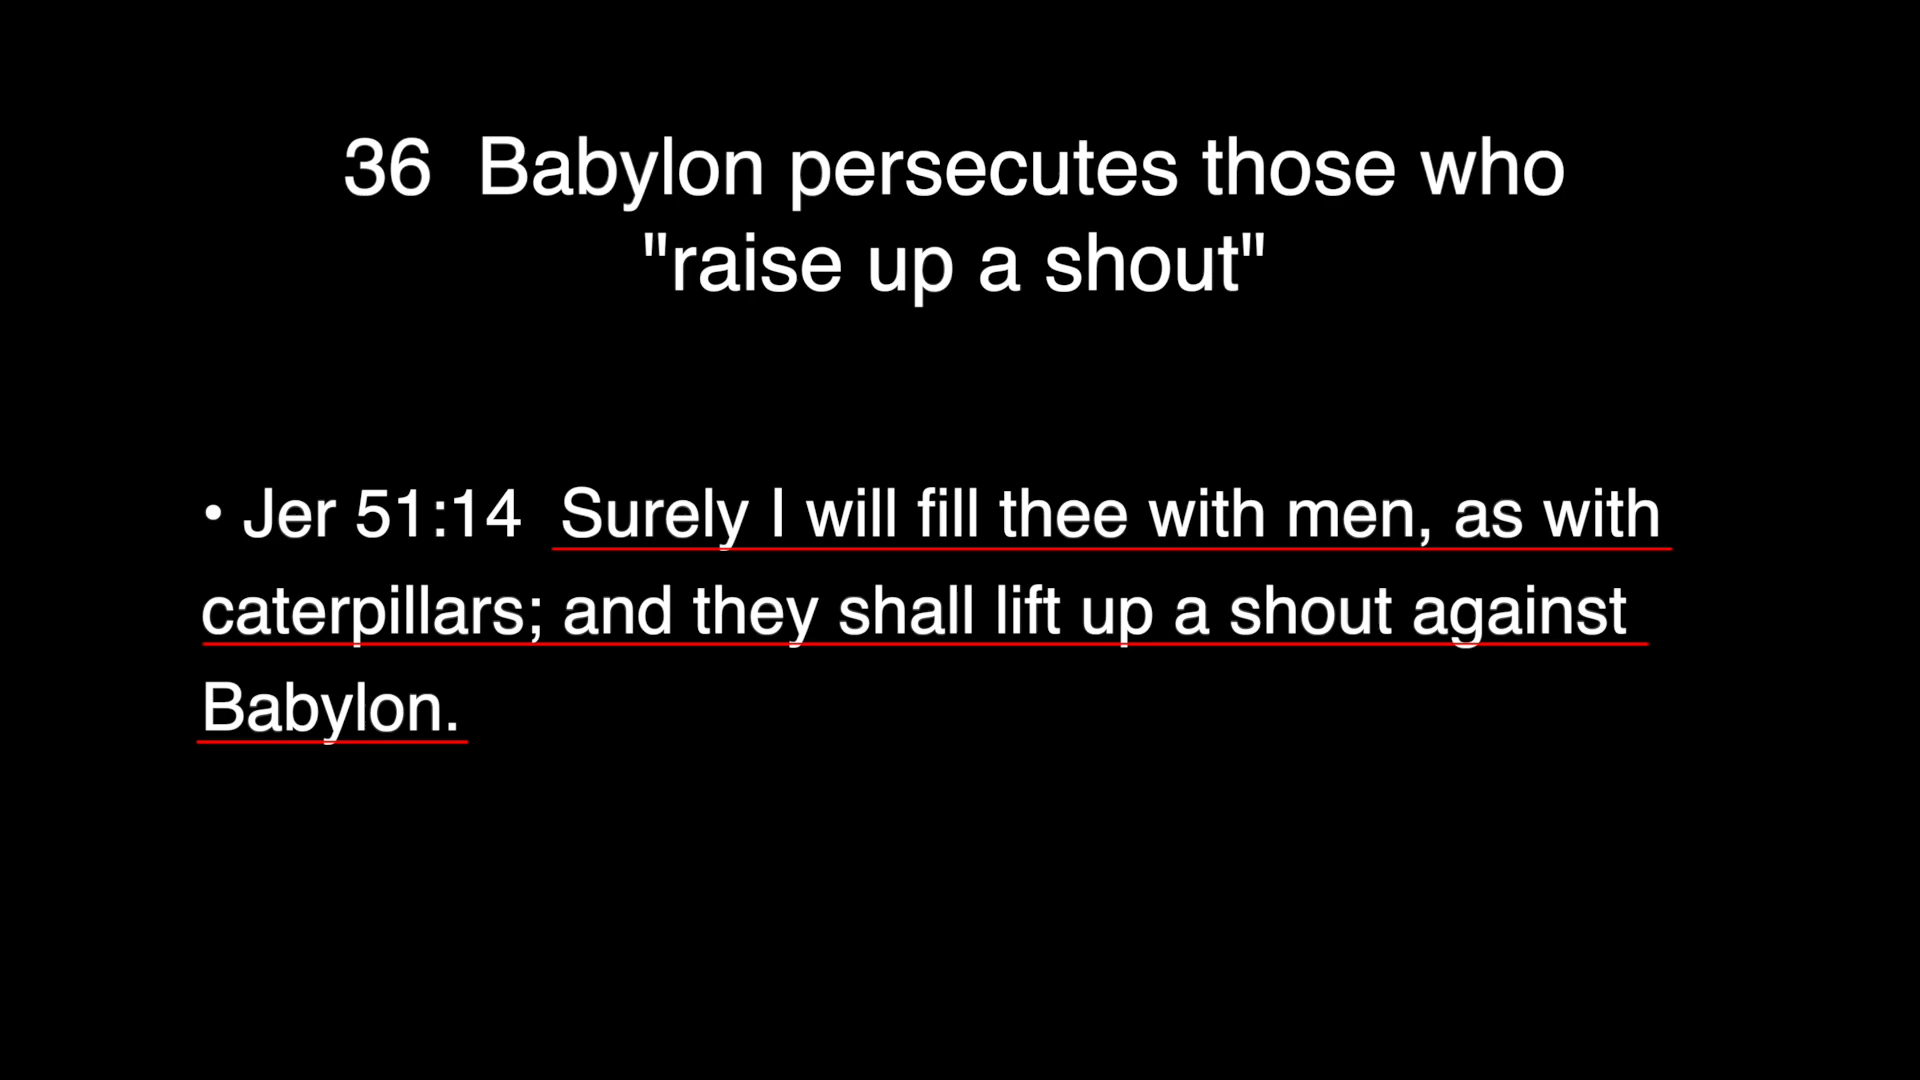 36  Babylon persecutes those who
"raise up a shout"
• Jer 51:14  Surely I will fill thee with men, as with
caterpillars; and they shall lift up a shout against
Babylon.